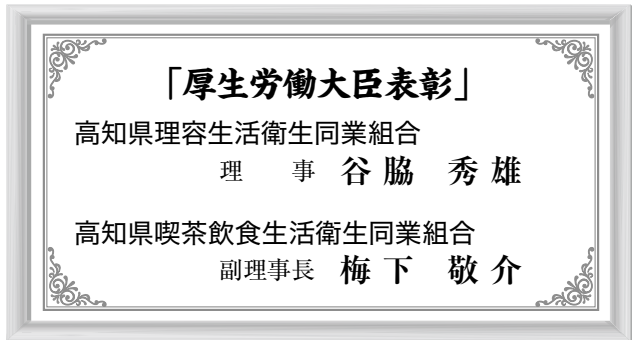 「厚生労働大臣表彰」
高知県理容生活衛生同業組合
理　事　谷脇　秀雄
高知県喫茶飲食生活衛生同業組合
副理事長　梅下　敬介